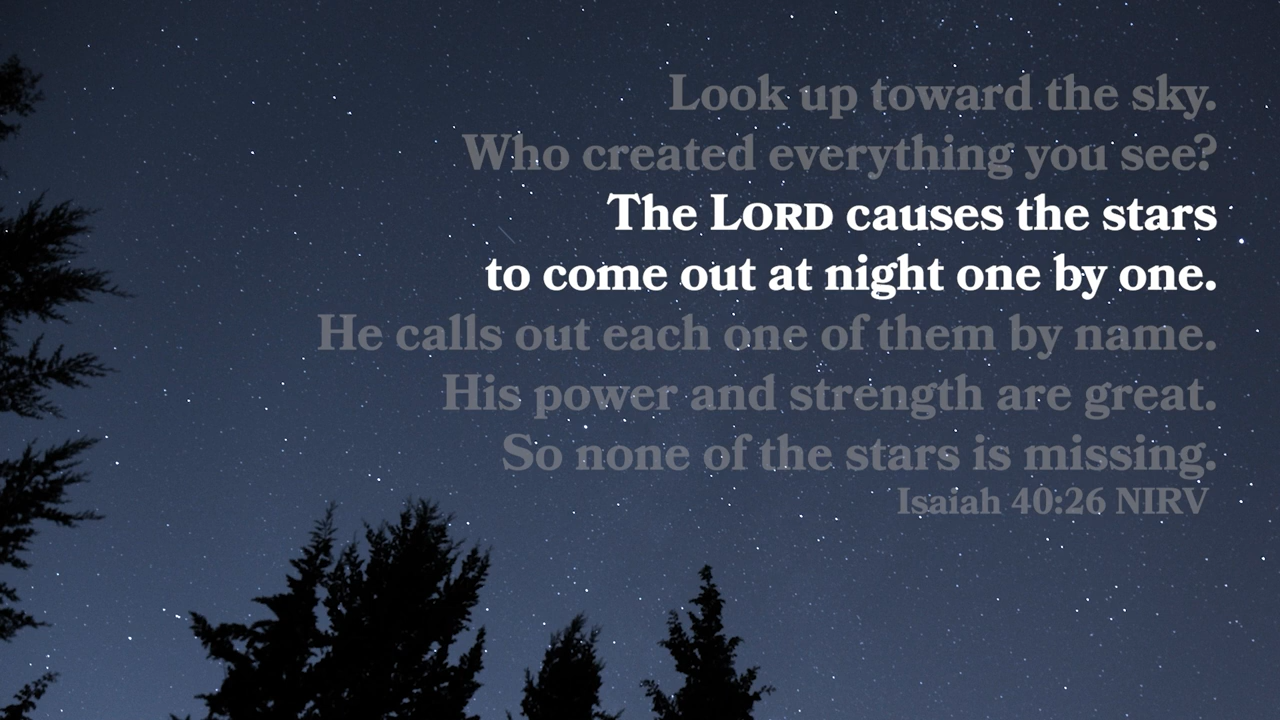 Look up toward the sky.
Who created everything you see?
The LORD causes the stars
to come out at night one by one.
He calls out each one of them by name.
His power and strength are great.
So none of the stars is missing.
Isaiah 40:26 NIRV